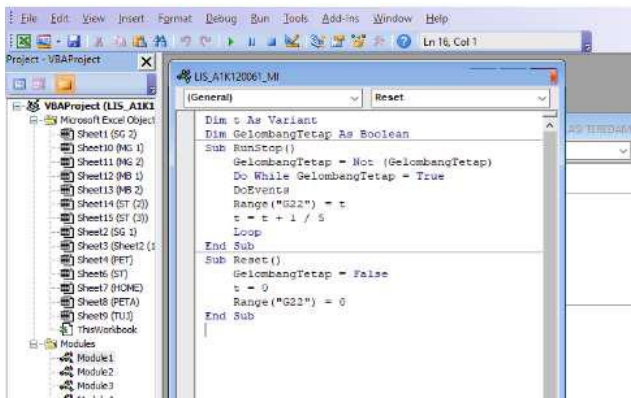 File Edit View Insert Format Debug Run Tools Add-Ins Window Help
Ln 16, Col 1
Project - VBAProject
VBAProject (LIS_A1K1
Microsoft Excel Object
Sheet1 (SG 2)
Sheet10 (MG 1)
Sheet11 (MG 2)
Sheet12 (MB 1)
Sheet13 (MB 2)
Sheet14 (ST (2))
Sheet15 (ST (3))
Sheet2 (SG 1)
Sheet3 (Sheet2 (1
Sheet4 (PET)
Sheet6 (ST)
Sheet7 (HOME)
Sheet8 (PETA)
Sheet9 (TUJ)
ThisWorkbook
Modules
Module1
Module2
Module3
LIS_A1K120061_MI
(General) Reset
Dim t As Variant
Dim GelombangTetap As Boolean
Sub RunStop()
GelombangTetap = Not (GelombangTetap)
Do While GelombangTetap = True
DoEvents
Range("G22") = t
t = t + 1 / 5
Loop
End Sub
Sub Reset()
GelombangTetap = False
t = 0
Range("G22") = 0
End Sub